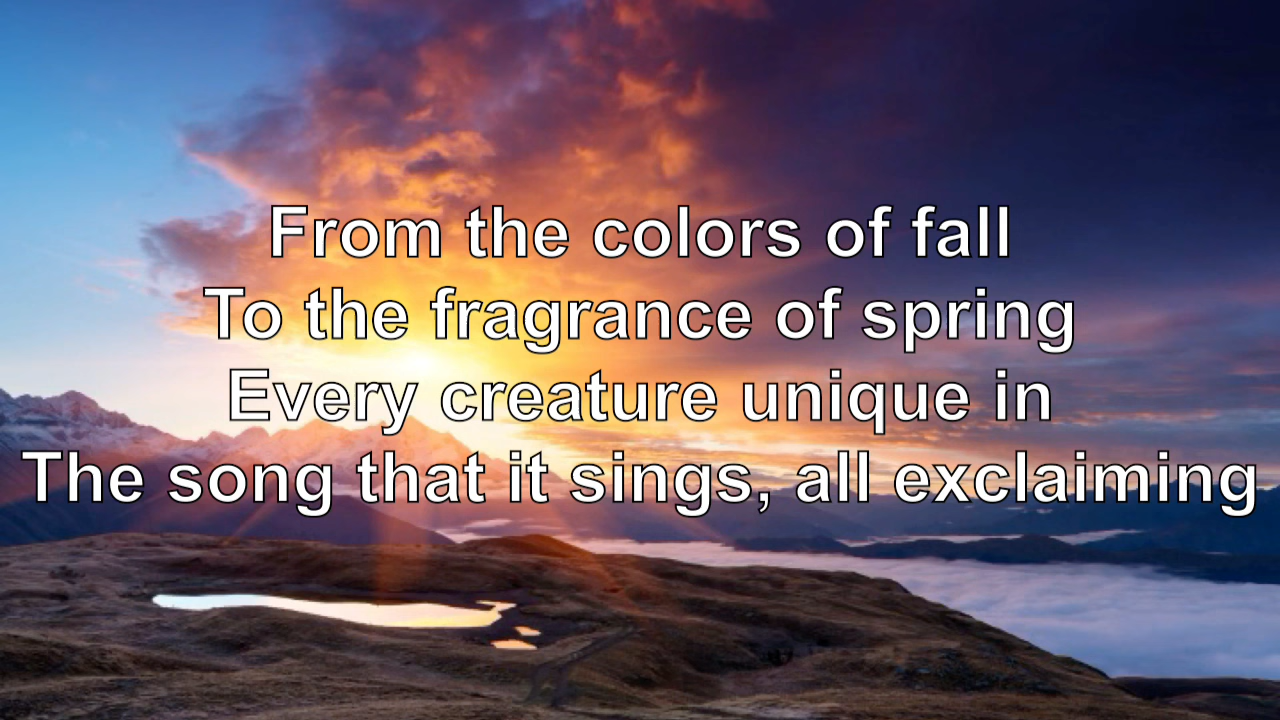 From the colors of fall
To the fragrance of spring
Every creature unique in
The song that it sings, all exclaiming